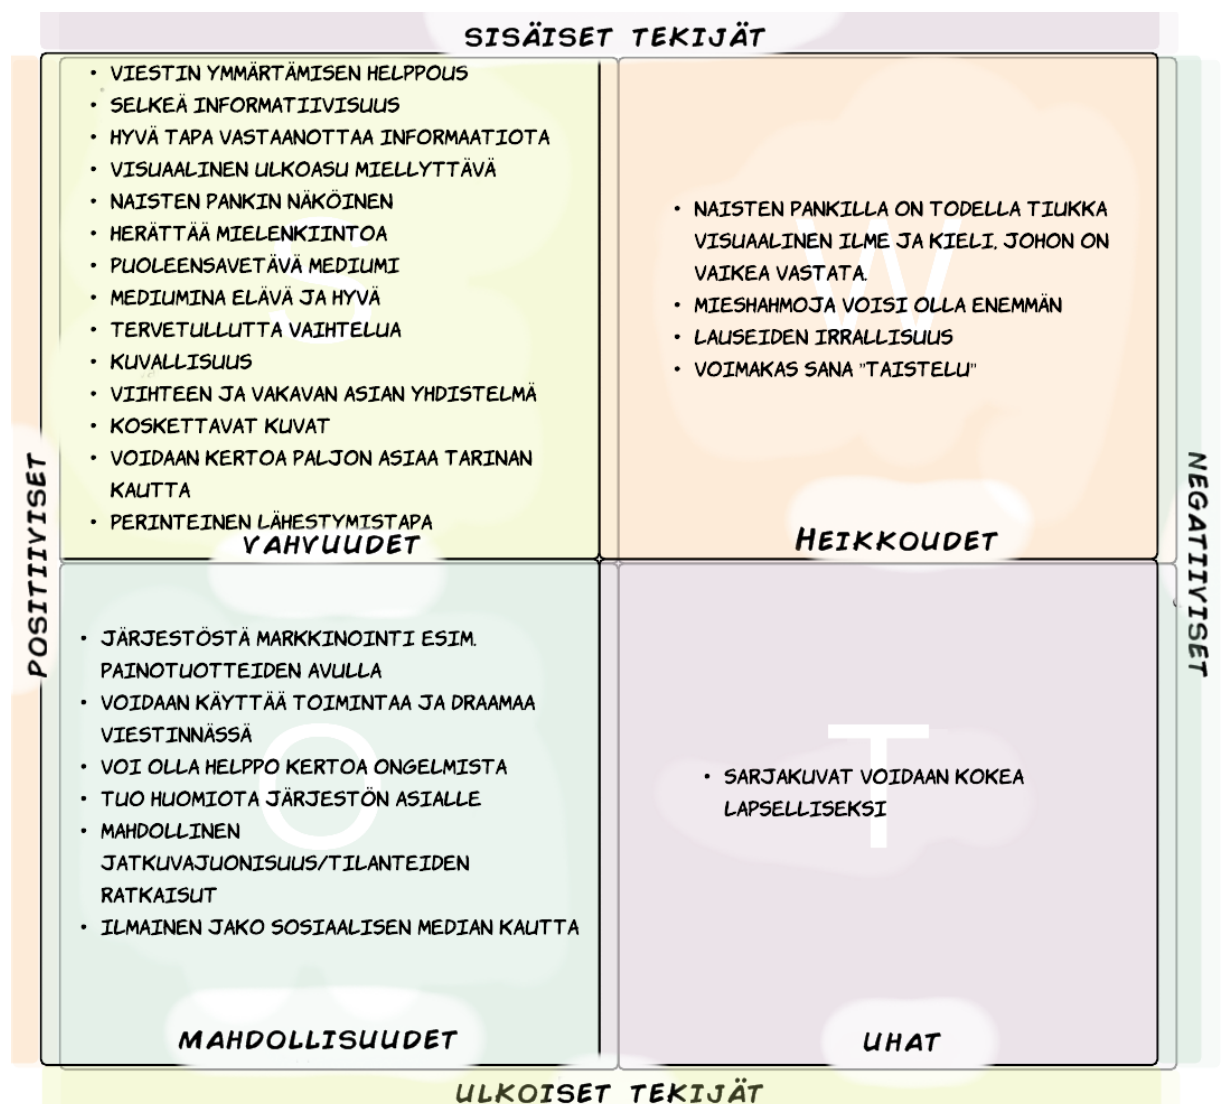 SISÄISET TEKIJÄT
• VIESTIN YMMÄRTÄMISEN HELPPOUS
• SELKEÄ INFORMATIIVISUUS
• HYVÄ TAPA VASTAANOTTAA INFORMAATIOTA
• VISUAALINEN ULKOASU MIELLYTTÄVÄ
• NAISTEN PANKIN NÄKÖINEN
• HERÄTTÄÄ MIELENKIINTOA
• PUOLEENSAVETÄVÄ MEDIUMI
• MEDIUMINA ELÄVÄ JA HYVÄ
• TERVETULLUTTA VAIHTELUA
• KUVALLISUUS
• VIIHTEEN JA VAKAVAN ASIAN YHDISTELMÄ
• KOSKETTAVAT KUVAT
• VOIDAAN KERTOA PALJON ASIAA TARINAN
KAUTTA
• PERINTEINEN LÄHESTYMISTAPA
S
VAHVUUDET
• NAISTEN PANKILLA ON TODELLA TIUKKA
VISUAALINEN ILME JA KIELI, JOHON ON
VAIKEA VASTATA.
• MIESHAHMOJA VOISI OLLA ENEMMÄN
• LAUSEIDEN IRRALLISUUS
• VOIMAKAS SANA "TAISTELU"
W
HEIKKOUDET
POSITIIVISET
NEGATIIVISET
• JÄRJESTÖSTÄ MARKKINOINTI ESIM.
PAINOTUOTTEIDEN AVULLA
• VOIDAAN KÄYTTÄÄ TOIMINTAA JA DRAAMAA
VIESTINNÄSSÄ
• VOI OLLA HELPPO KERTOA ONGELMISTA
• TUO HUOMIOTA JÄRJESTÖN ASIALLE
• MAHDOLLINEN
JATKUVAJUONISUUS/TILANTEIDEN
RATKAISUT
• ILMAINEN JAKO SOSIAALISEN MEDIAN KAUTTA
O
MAHDOLLISUUDET
T
• SARJAKUVAT VOIDAAN KOKEA
LAPSELLISEKSI
UHAT
ULKOISET TEKIJÄT